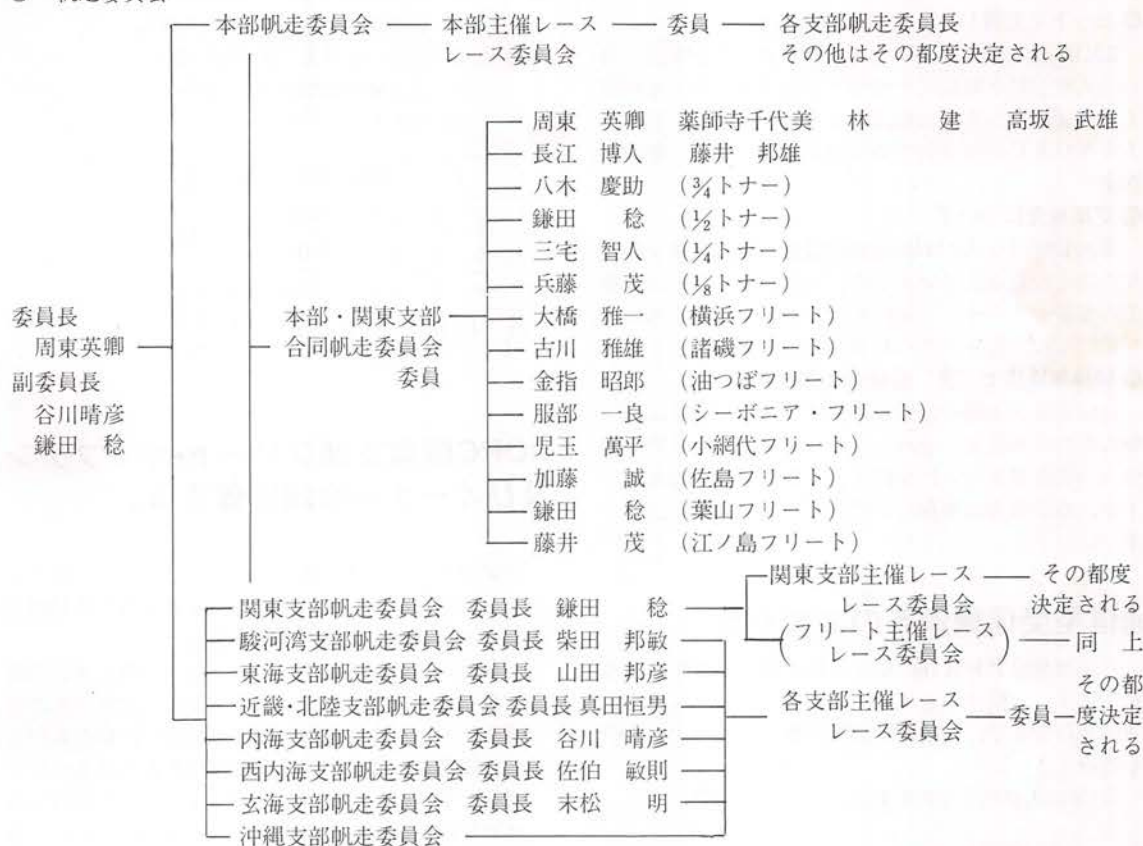 本部帆走委員会 本部主催レース 委員 各支部帆走委員長
レース委員会 その他はその都度決定される
周東 英卿 薬師寺千代美 林 建 高坂 武雄
長江 博人 藤井 邦雄
八木 慶助 (¾トナー)
鎌田 稔 (½トナー)
三宅 智人 (¼トナー)
兵藤 茂 (⅛トナー)
大橋 雅一 (横浜フリート)
古川 雅雄 (諸磯フリート)
金指 昭郎 (油つぼフリート)
服部 一良 (シーボニア・フリート)
児玉 萬平 (小網代フリート)
加藤 誠 (佐島フリート)
鎌田 稔 (葉山フリート)
藤井 茂 (江ノ島フリート)
委員長
周東英卿
副委員長
谷川晴彦
鎌田 稔
本部・関東支部
合同帆走委員会
委員
関東支部帆走委員会 委員長 鎌田 稔
駿河湾支部帆走委員会 委員長 柴田 邦敏
東海支部帆走委員会 委員長 山田 邦彦
近畿・北陸支部帆走委員会 委員長 真田恒男
内海支部帆走委員会 委員長 谷川 晴彦
西内海支部帆走委員会 委員長 佐伯 敏則
玄海支部帆走委員会 委員長 末松 明
沖縄支部帆走委員会
関東支部主催レース その都度
レース委員会 決定される
(フリート主催レース
レース委員会) 同 上
各支部主催レース
レース委員会
委員
その都
度決定
される